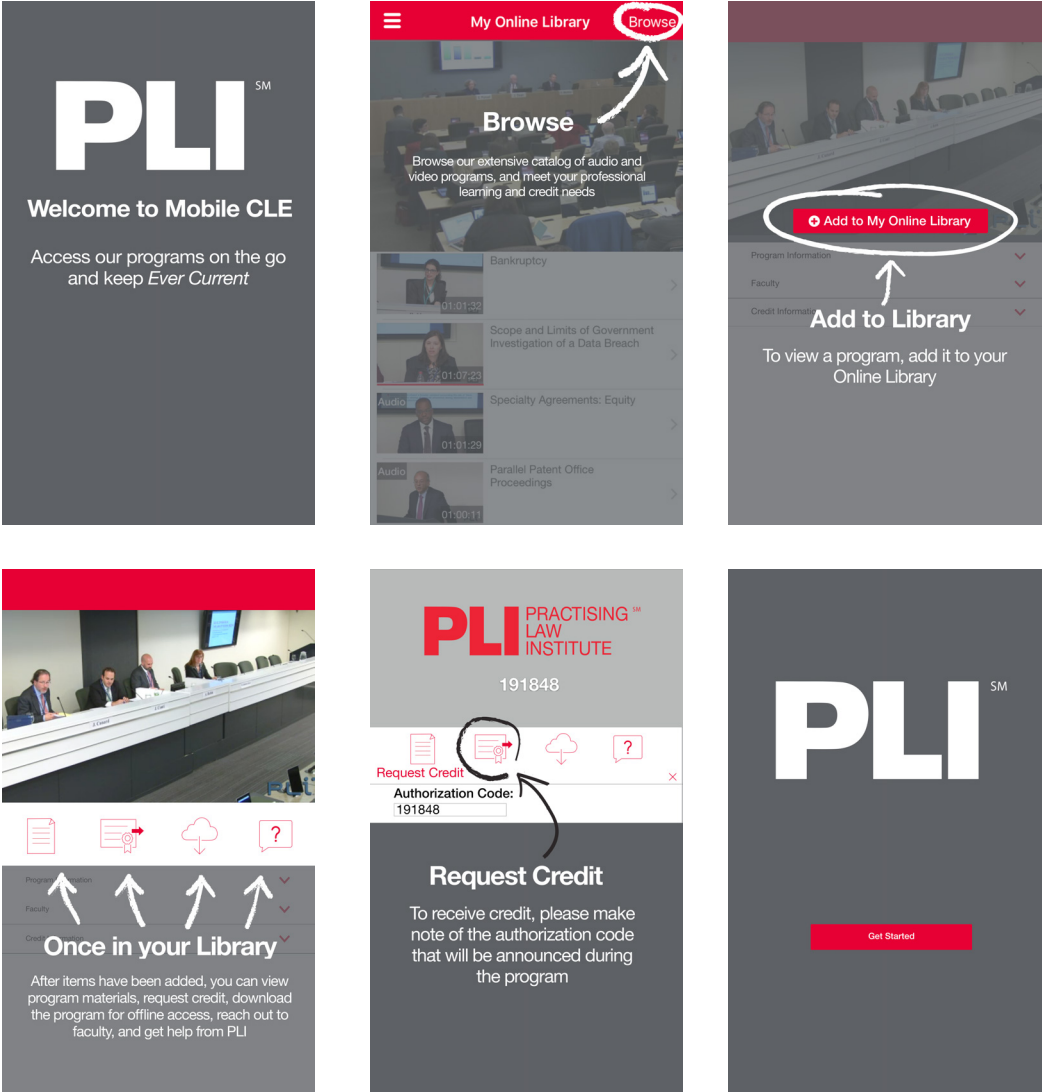 PLI SM
Welcome to Mobile CLE
Access our programs on the go
and keep Ever Current
My Online Library
Browse
Browse
Browse our extensive catalog of audio and
video programs, and meet your professional
learning and credit needs
Bankruptcy
01:01:32
Scope and Limits of Government
Investigation of a Data Breach
01:07:23
Audio
Specialty Agreements: Equity
01:01:29
Audio
Parallel Patent Office
Proceedings
01:00:11
Add to My Online Library
Program Information
Faculty
Credit Information
Add to Library
To view a program, add it to your
Online Library
PLI
?
Program Information
Faculty
Credit Information
Once in your Library
After items have been added, you can view
program materials, request credit, download
the program for offline access, reach out to
faculty, and get help from PLI
PLI PRACTISING SM
LAW
INSTITUTE
191848
?
Request Credit
Authorization Code:
191848
Request Credit
To receive credit, please make
note of the authorization code
that will be announced during
the program
PLI SM
Get Started